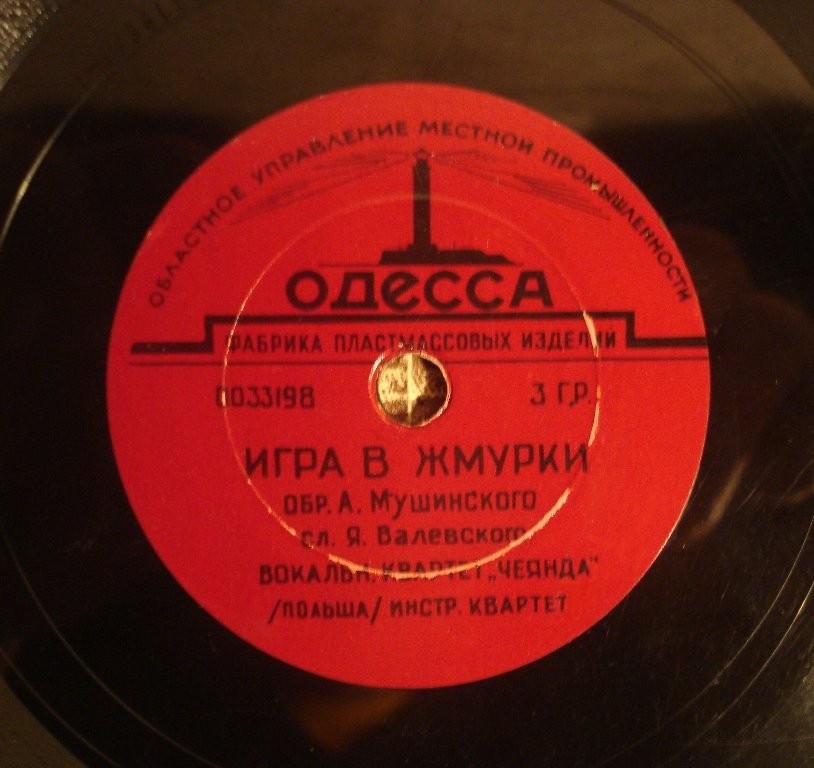 ОБЛАСТНОЕ УПРАВЛЕНИЕ МЕСТНОЙ ПРОМЫШЛЕННОСТИ
ОДЕССА
ФАБРИКА ПЛАСТМАССОВЫХ ИЗДЕЛИЙ
0033198 3 ГР.
ИГРА В ЖМУРКИ
ОБР. А. Мушинского
сл. Я. Валевского
ВОКАЛЬН. КВАРТЕТ „ЧЕЯНДА"
/ПОЛЬША/ ИНСТР. КВАРТЕТ